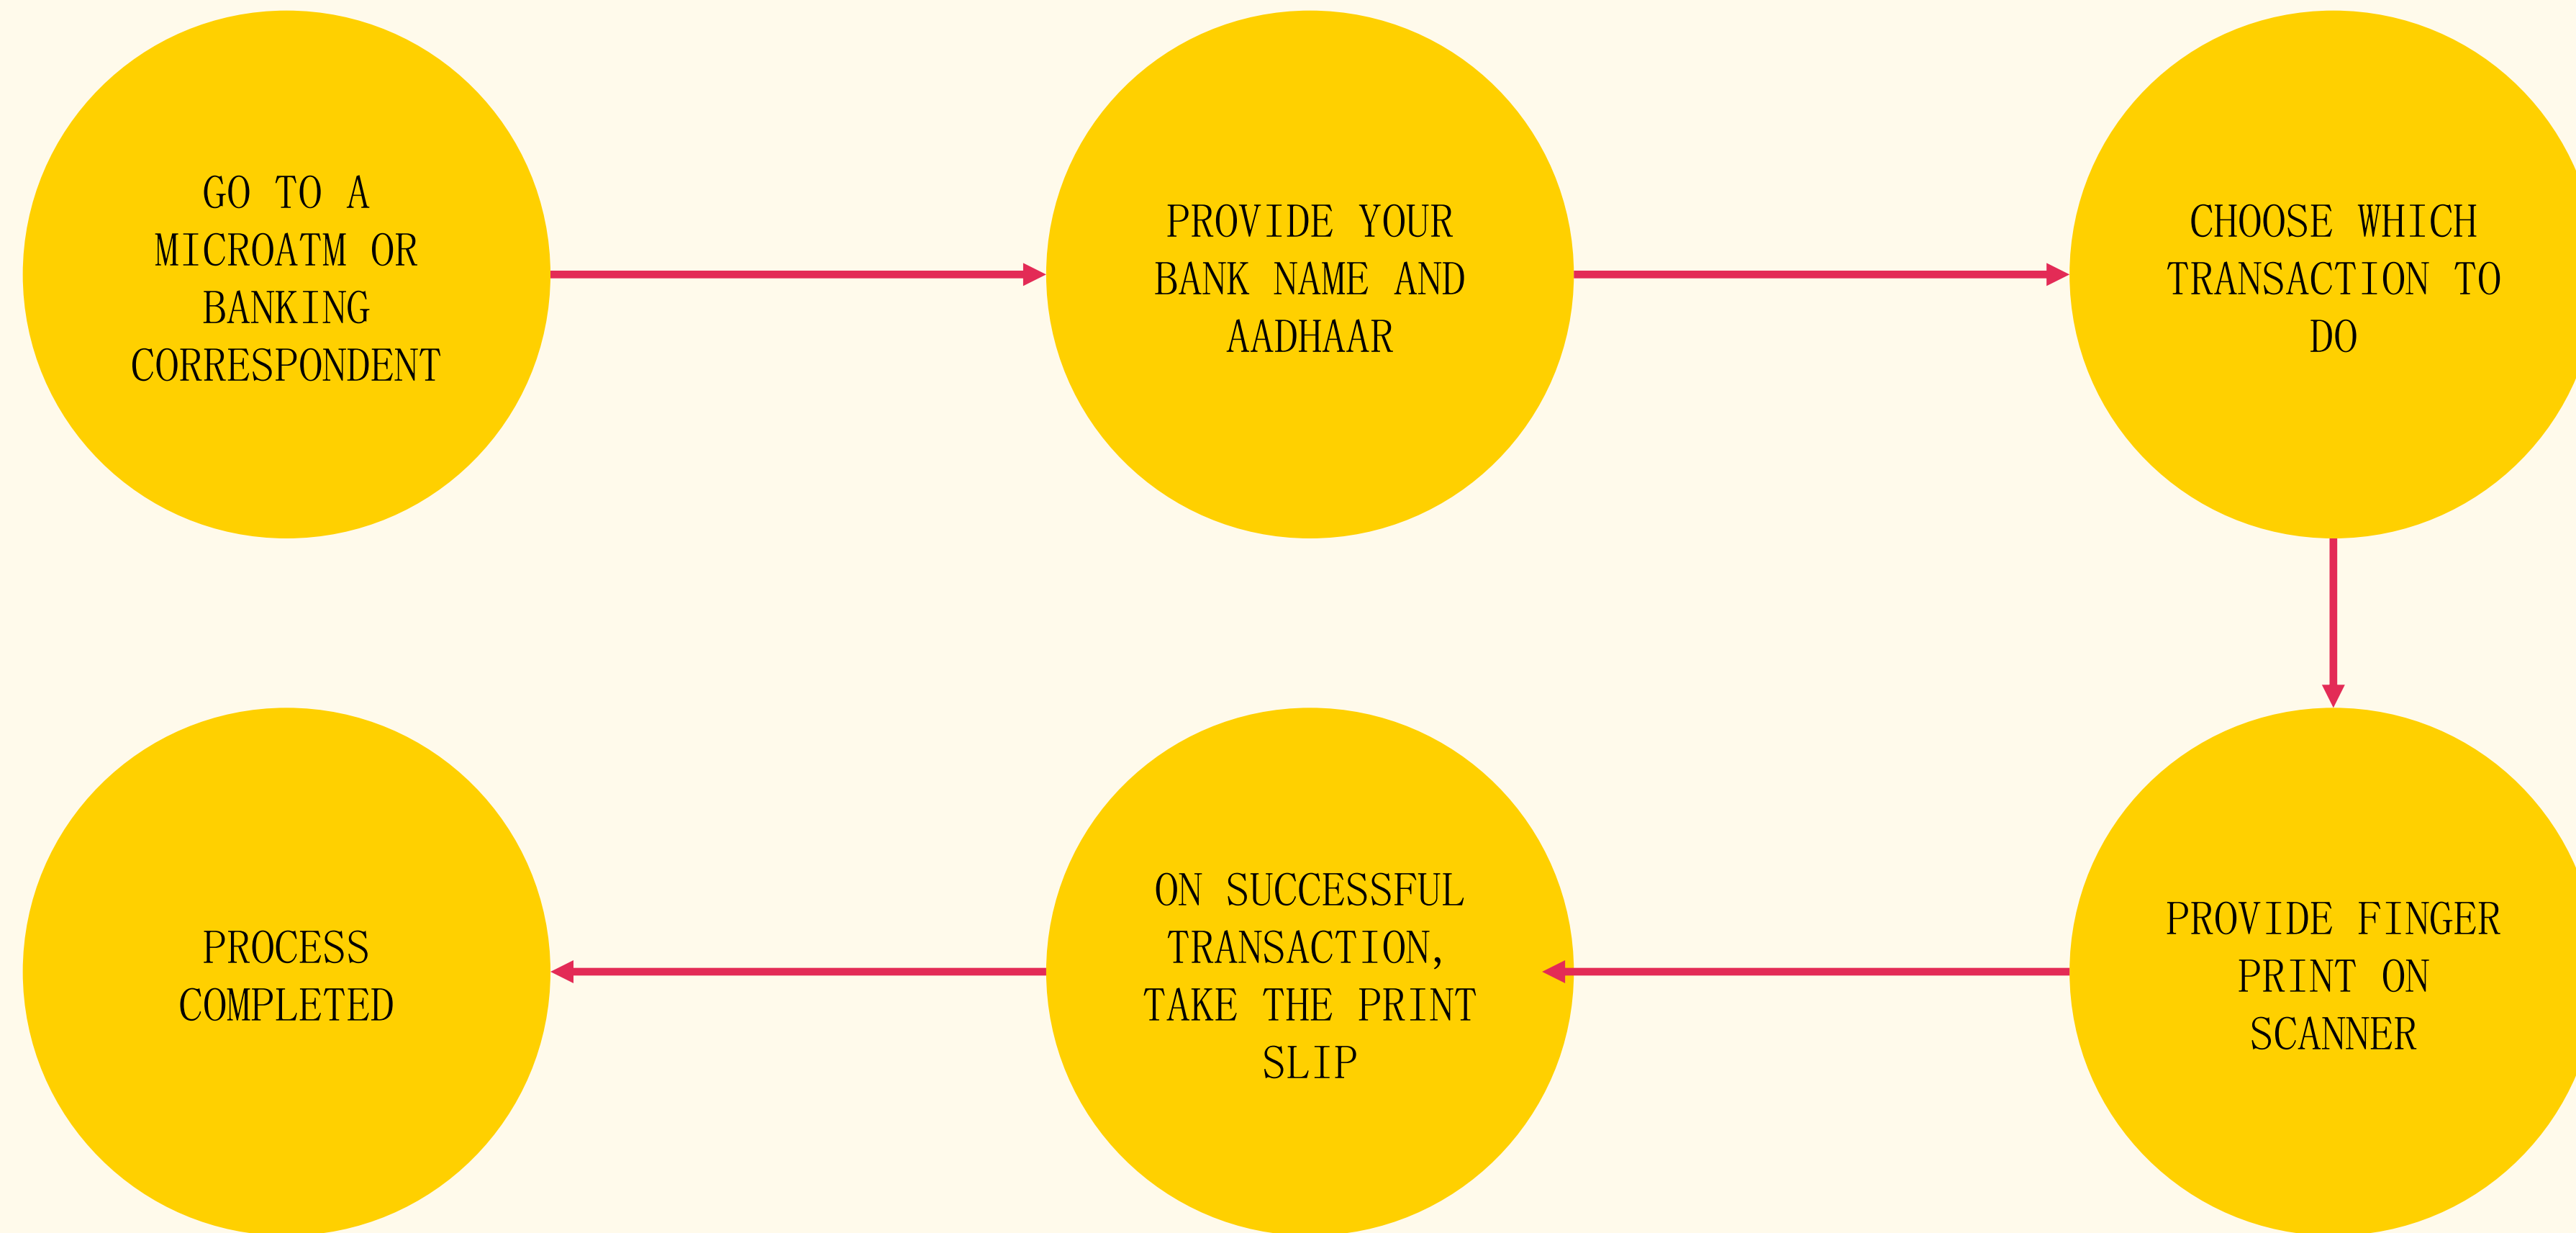 GO TO A
MICROATM OR
BANKING
CORRESPONDENT
PROVIDE YOUR
BANK NAME AND
AADHAAR
CHOOSE WHICH
TRANSACTION TO
DO
PROVIDE FINGER
PRINT ON
SCANNER
ON SUCCESSFUL
TRANSACTION,
TAKE THE PRINT
SLIP
PROCESS
COMPLETED